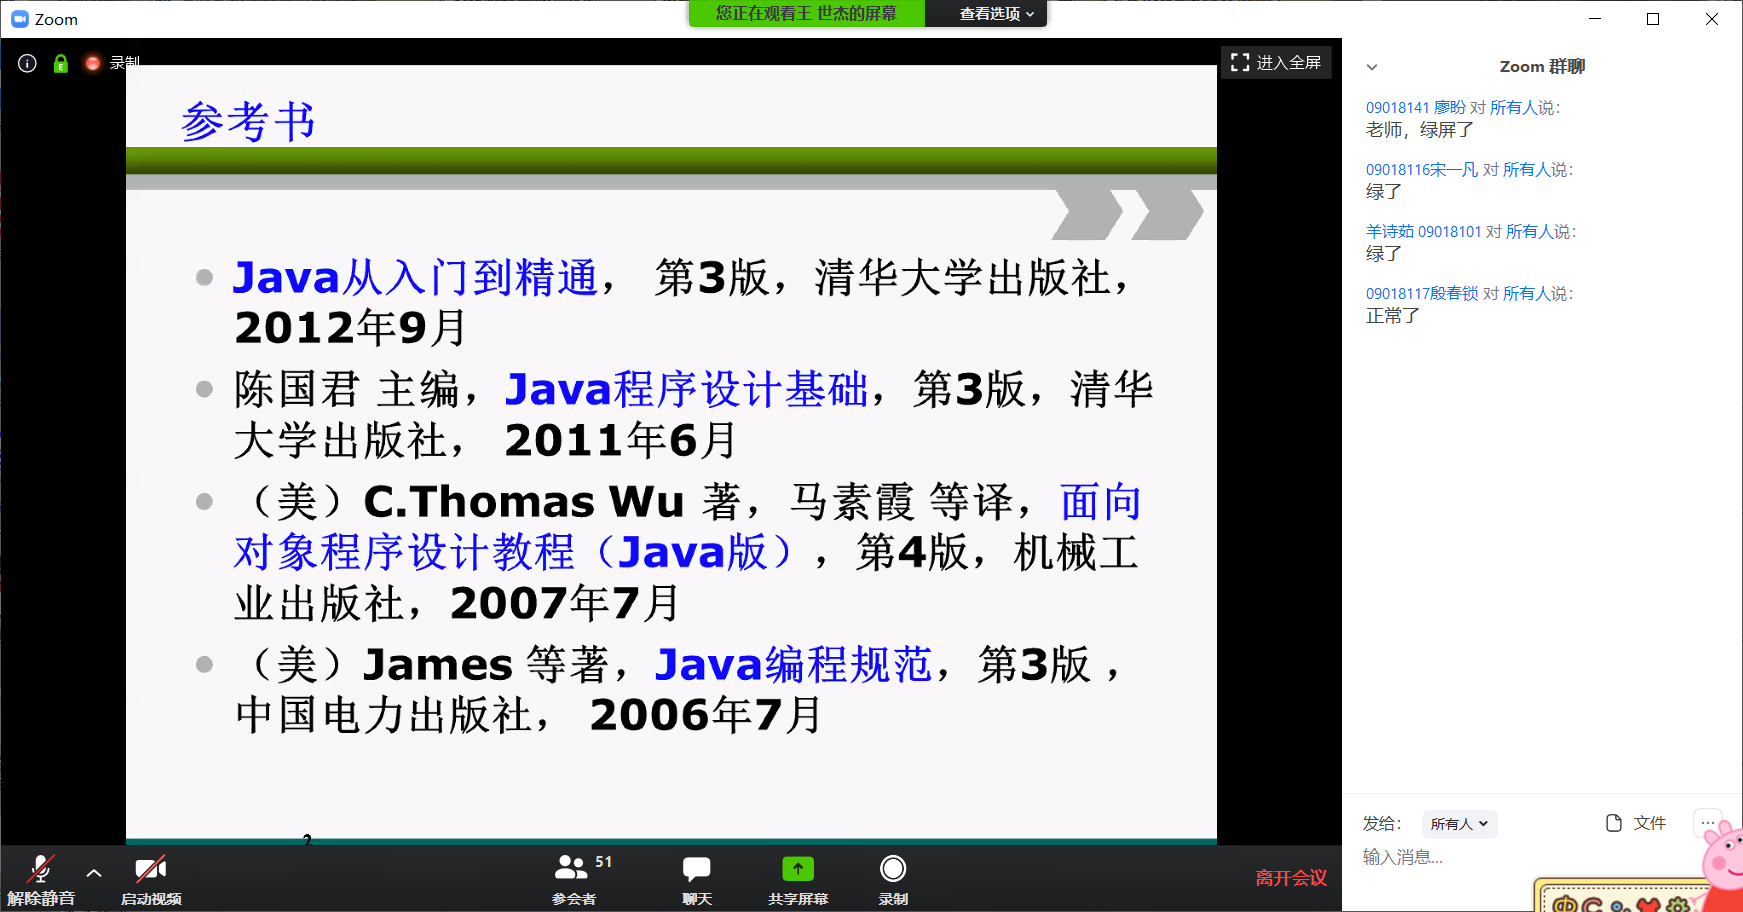 Zoom
您正在观看王 世杰的屏幕
查看选项
录制
进入全屏
参考书
Java从入门到精通， 第3版，清华大学出版社，
2012年9月
陈国君 主编，Java程序设计基础，第3版，清华
大学出版社， 2011年6月
（美）C.Thomas Wu 著，马素霞 等译，面向
对象程序设计教程（Java版），第4版，机械工
业出版社，2007年7月
（美）James 等著，Java编程规范，第3版 ，
中国电力出版社， 2006年7月
2
Zoom 群聊
09018141 廖盼 对 所有人说：
老师，绿屏了
09018116宋一凡 对 所有人说：
绿了
羊诗茹 09018101 对 所有人说：
绿了
09018117殷春锁 对 所有人说：
正常了
发给：
所有人
文件
...
输入消息...
解除静音
启动视频
51
参会者
聊天
共享屏幕
录制
离开会议
中